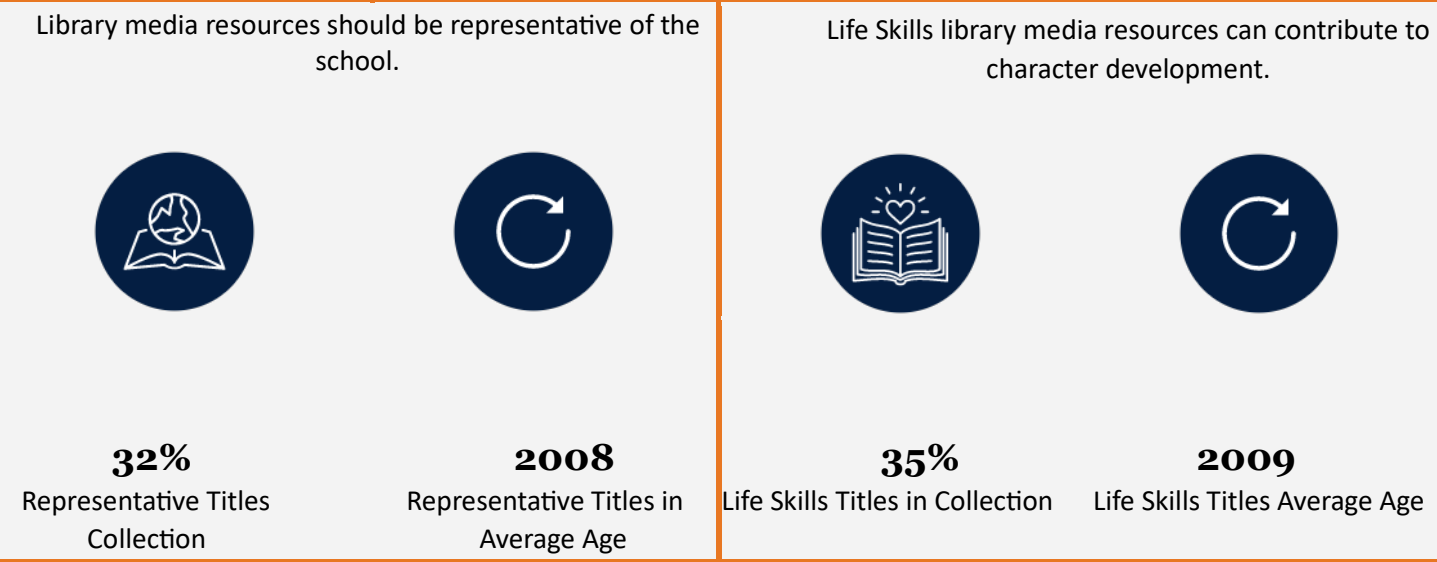 Library media resources should be representative of the
school.
32%
Representative Titles
Collection
2008
Representative Titles in
Average Age
Life Skills library media resources can contribute to
character development.
35%
Life Skills Titles in Collection
2009
Life Skills Titles Average Age